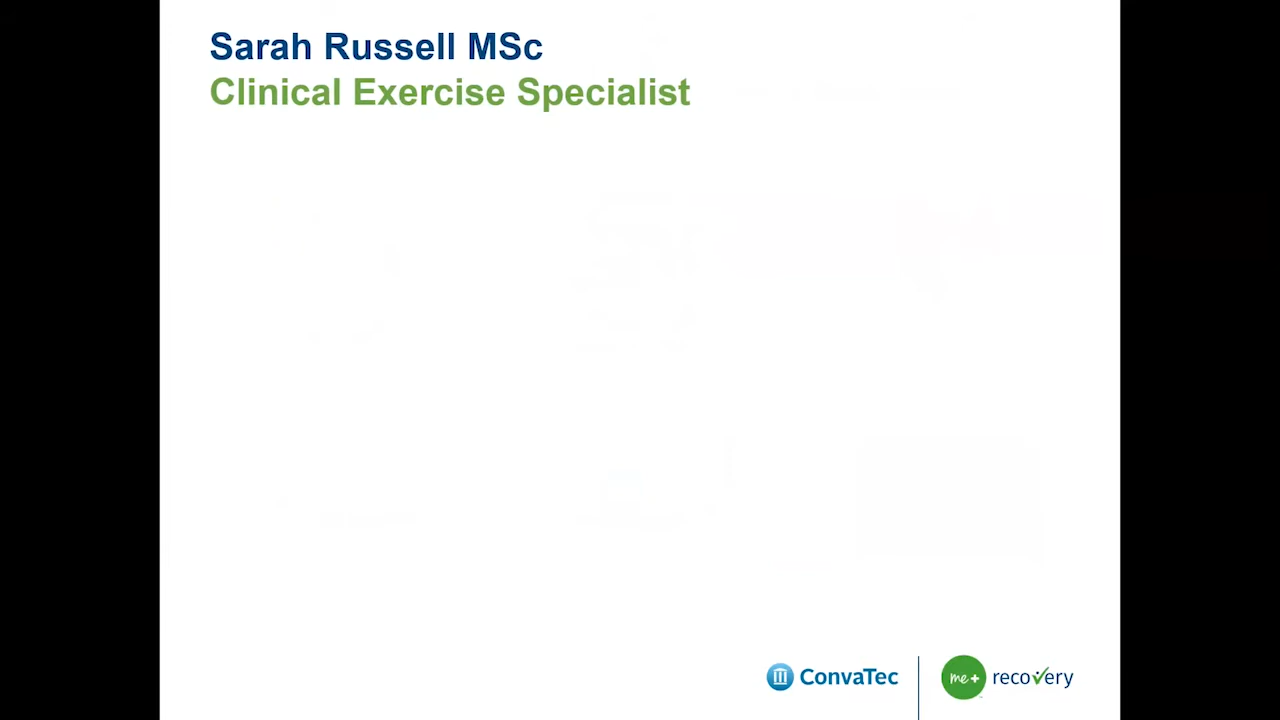 Sarah Russell MSc
Clinical Exercise Specialist
ConvaTec
me+ recovery